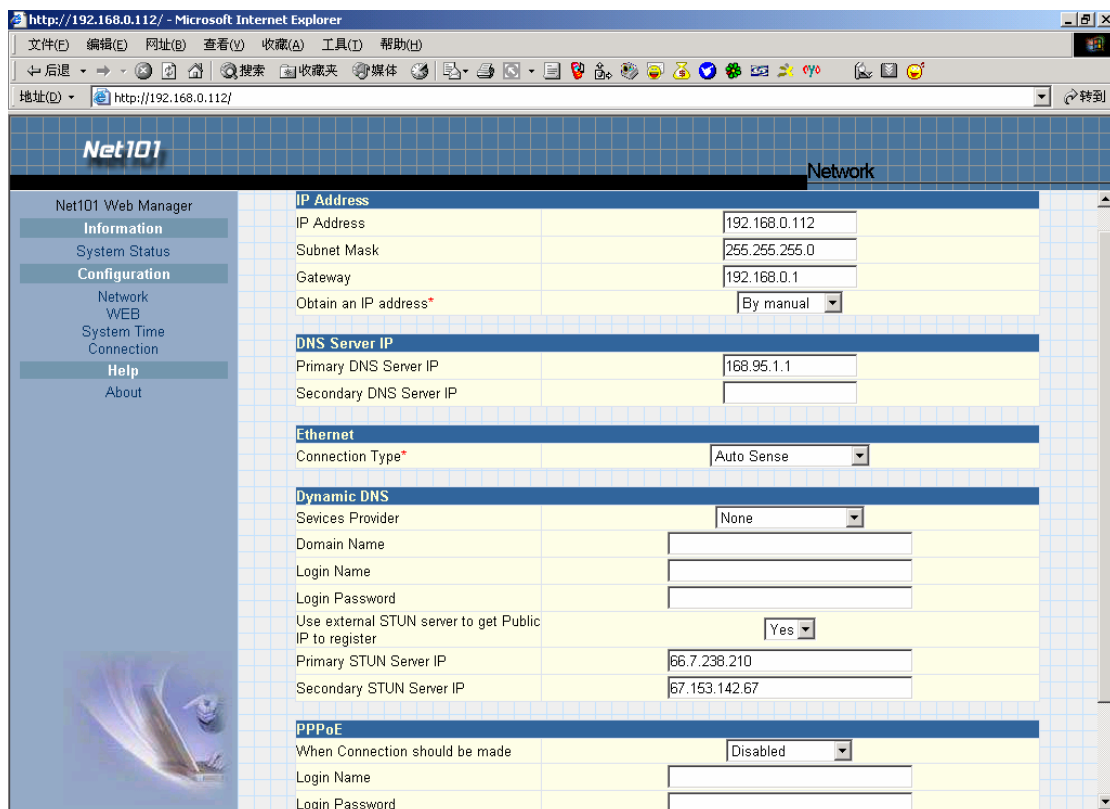 http://192.168.0.112/ - Microsoft Internet Explorer
文件(F) 编辑(E) 网址(B) 查看(V) 收藏(A) 工具(T) 帮助(H)
后退 搜索 收藏夹 媒体
地址(D) http://192.168.0.112/ 转到
Net101
Network
Net101 Web Manager
Information
System Status
Configuration
Network
WEB
System Time
Connection
Help
About
IP Address
IP Address 192.168.0.112
Subnet Mask 255.255.255.0
Gateway 192.168.0.1
Obtain an IP address* By manual
DNS Server IP
Primary DNS Server IP 168.95.1.1
Secondary DNS Server IP
Ethernet
Connection Type* Auto Sense
Dynamic DNS
Sevices Provider None
Domain Name
Login Name
Login Password
Use external STUN server to get Public
IP to register Yes
Primary STUN Server IP 66.7.238.210
Secondary STUN Server IP 67.153.142.67
PPPoE
When Connection should be made Disabled
Login Name
Login Password